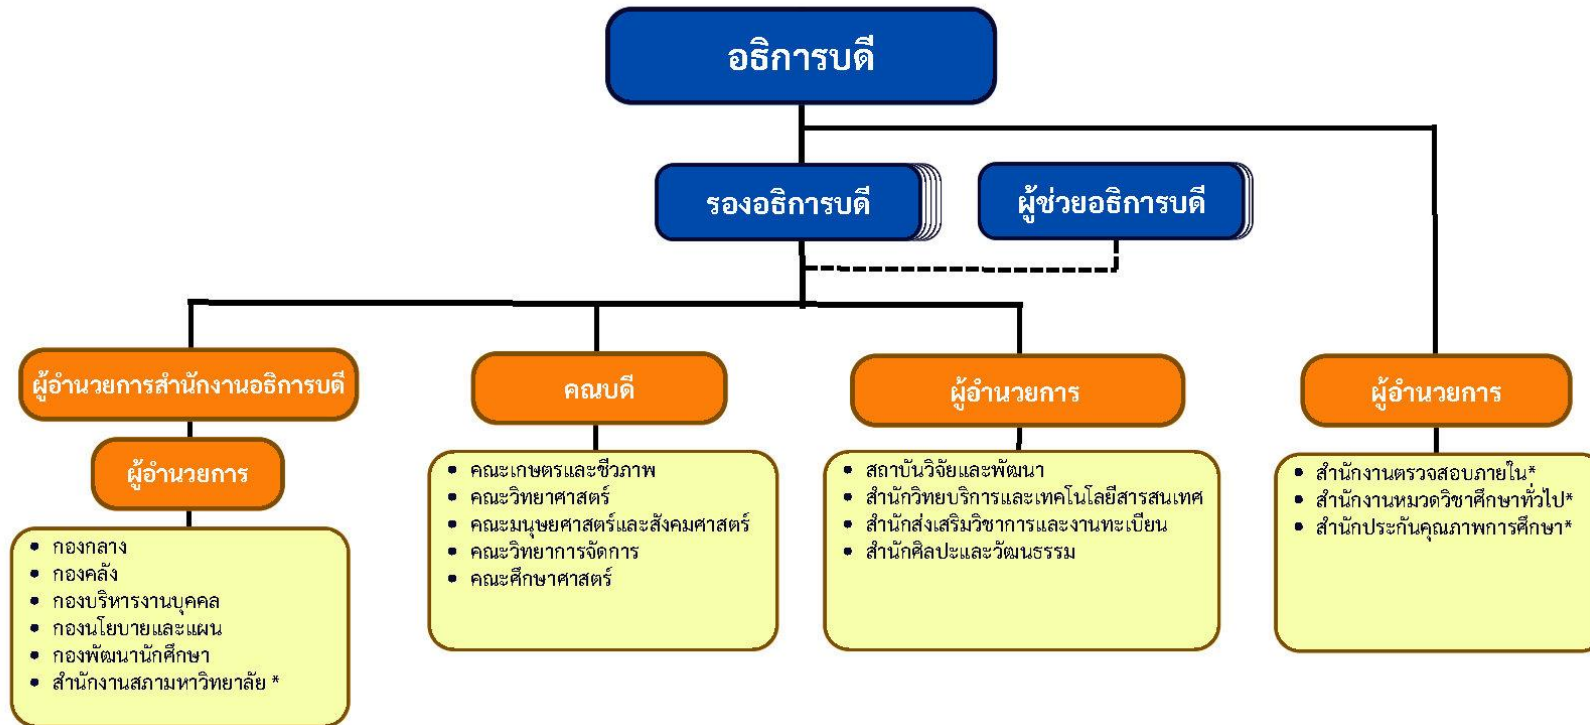 อธิการบดี
รองอธิการบดี
ผู้ช่วยอธิการบดี
ผู้อำนวยการสำนักงานอธิการบดี
ผู้อำนวยการ
• กองกลาง
• กองคลัง
• กองบริหารงานบุคคล
• กองนโยบายและแผน
• กองพัฒนานักศึกษา
• สำนักงานสภามหาวิทยาลัย *
คณบดี
• คณะเกษตรและชีวภาพ
• คณะวิทยาศาสตร์
• คณะมนุษยศาสตร์และสังคมศาสตร์
• คณะวิทยาการจัดการ
• คณะศึกษาศาสตร์
ผู้อำนวยการ
• สถาบันวิจัยและพัฒนา
• สำนักวิทยบริการและเทคโนโลยีสารสนเทศ
• สำนักส่งเสริมวิชาการและงานทะเบียน
• สำนักศิลปะและวัฒนธรรม
ผู้อำนวยการ
• สำนักงานตรวจสอบภายใน*
• สำนักงานหมวดวิชาศึกษาทั่วไป*
• สำนักประกันคุณภาพการศึกษา*